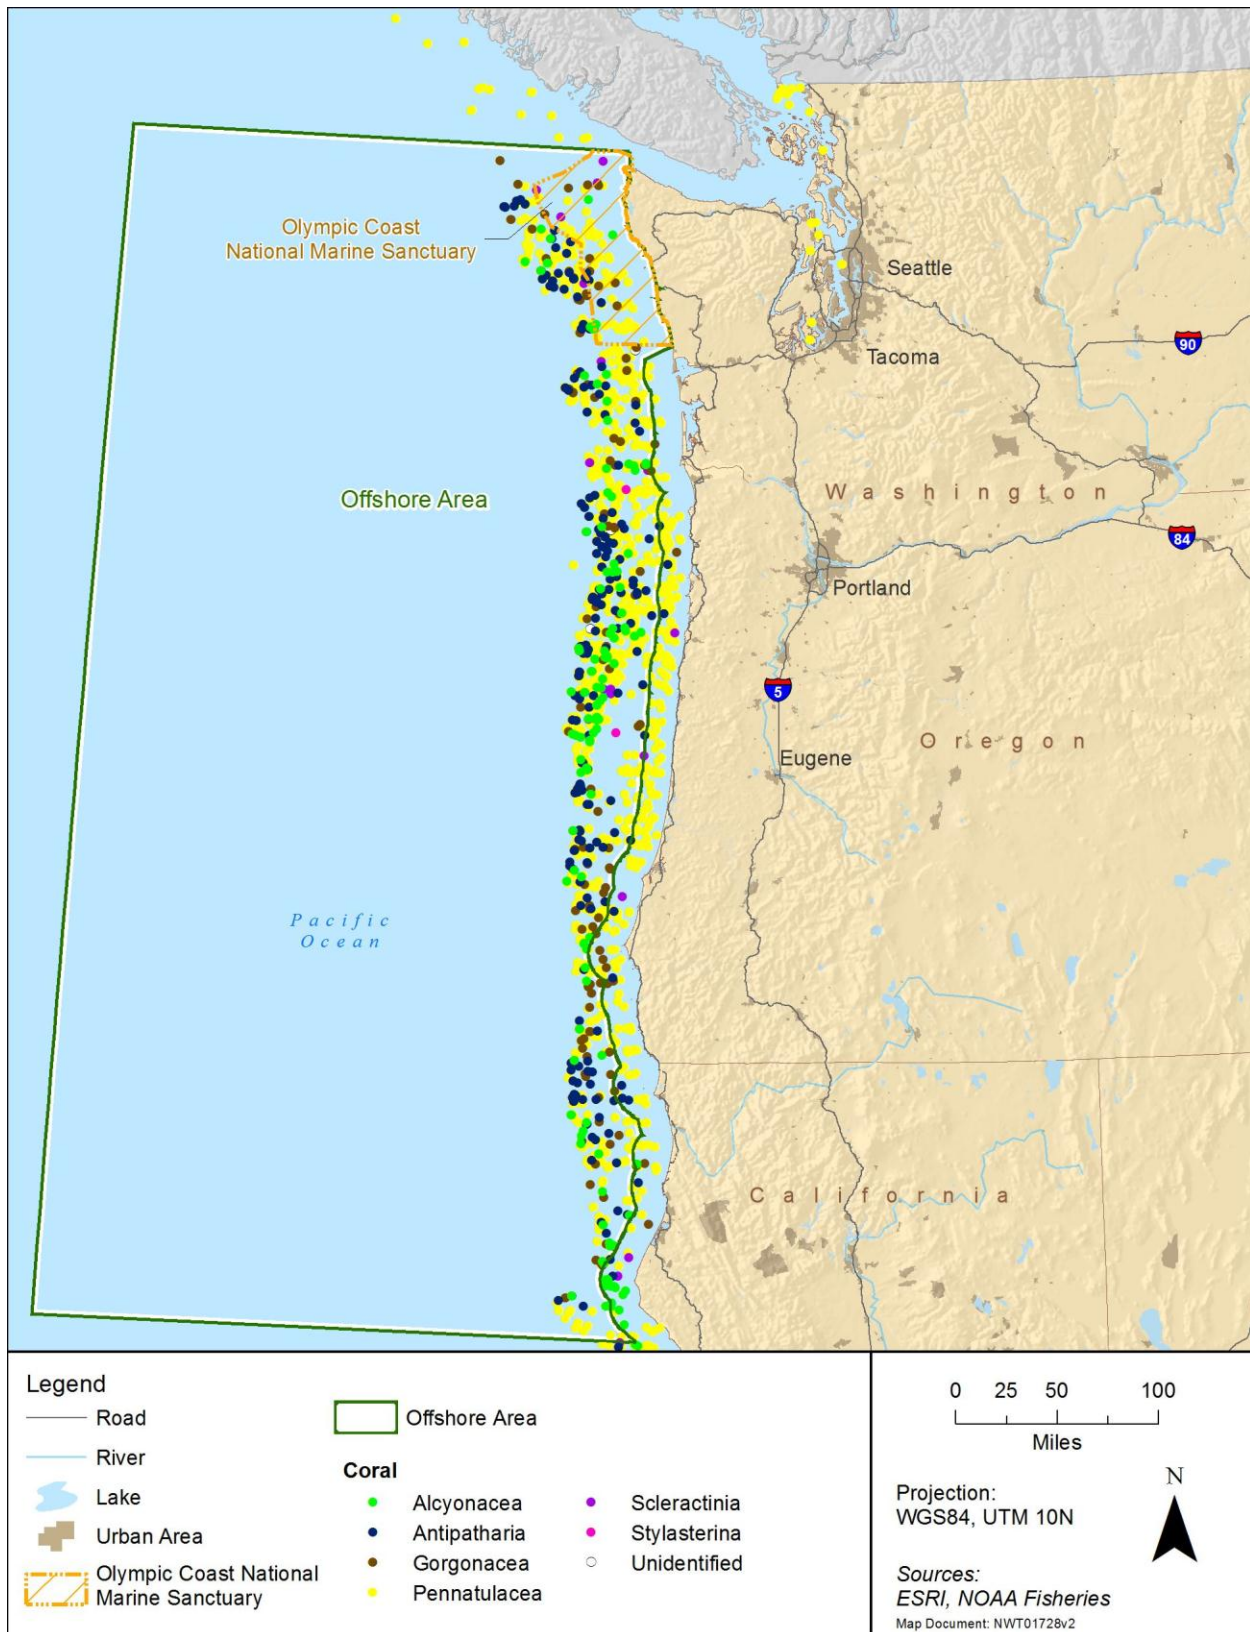 Olympic Coast
National Marine Sanctuary
Seattle
90
Tacoma
Offshore Area
Washington
84
Portland
5
Oregon
Eugene
Pacific
Ocean
California
Legend
Road
River
Lake
Urban Area
Olympic Coast National
Marine Sanctuary
Offshore Area
Coral
Alcyonacea
Antipatharia
Gorgonacea
Pennatulacea
Scleractinia
Stylasterina
Unidentified
0 25 50 100
Miles
N
Projection:
WGS84, UTM 10N
Sources:
ESRI, NOAA Fisheries
Map Document: NWT01728v2